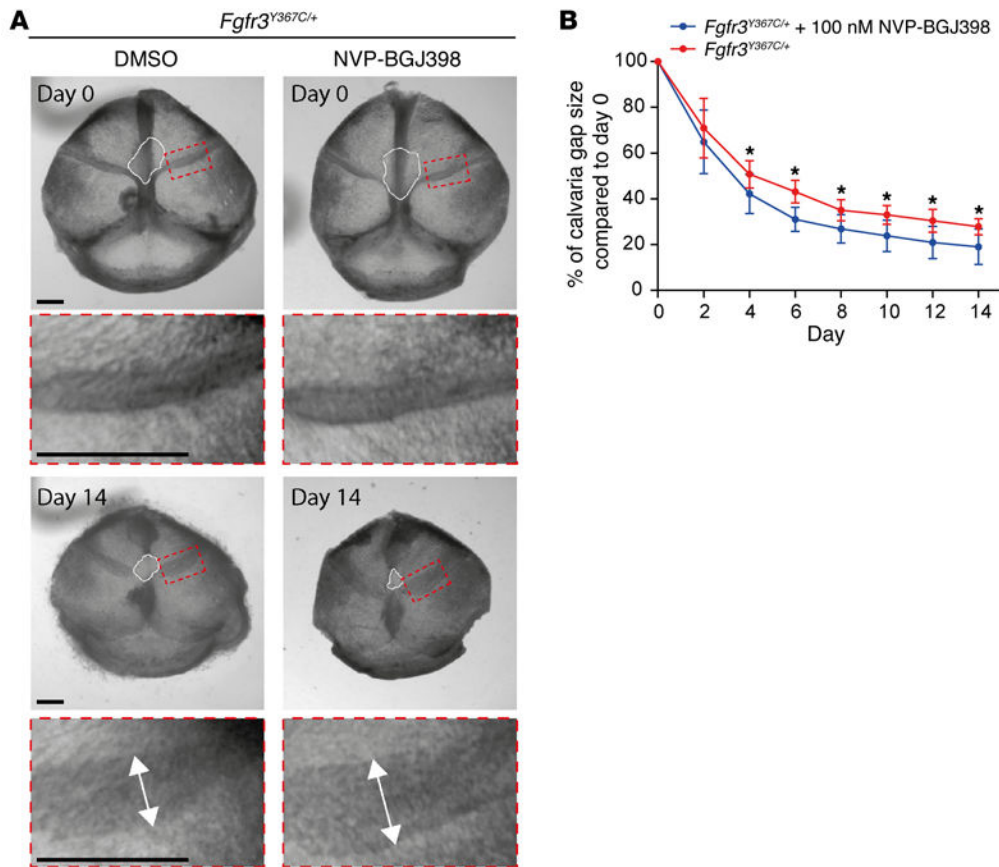 A
Fgfr3Y367C/+
DMSO
NVP-BGJ398
Day 0
Day 0
Day 14
Day 14
B
Fgfr3Y367C/+ + 100 nM NVP-BGJ398
Fgfr3Y367C/+
% of calvaria gap size
compared to day 0
100
80
60
40
20
0
* * * * * *
0 2 4 6 8 10 12 14
Day